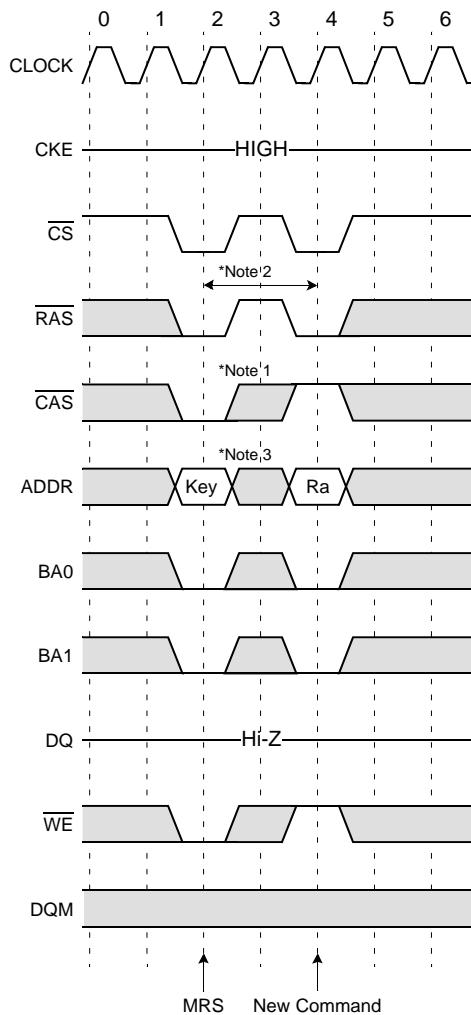 0 1 2 3 4 5 6
CLOCK
CKE HIGH
CS
*Note 2
RAS
*Note 1
CAS
*Note 3
ADDR Key Ra
BA0
BA1
DQ Hi-Z
WE
DQM
MRS New Command